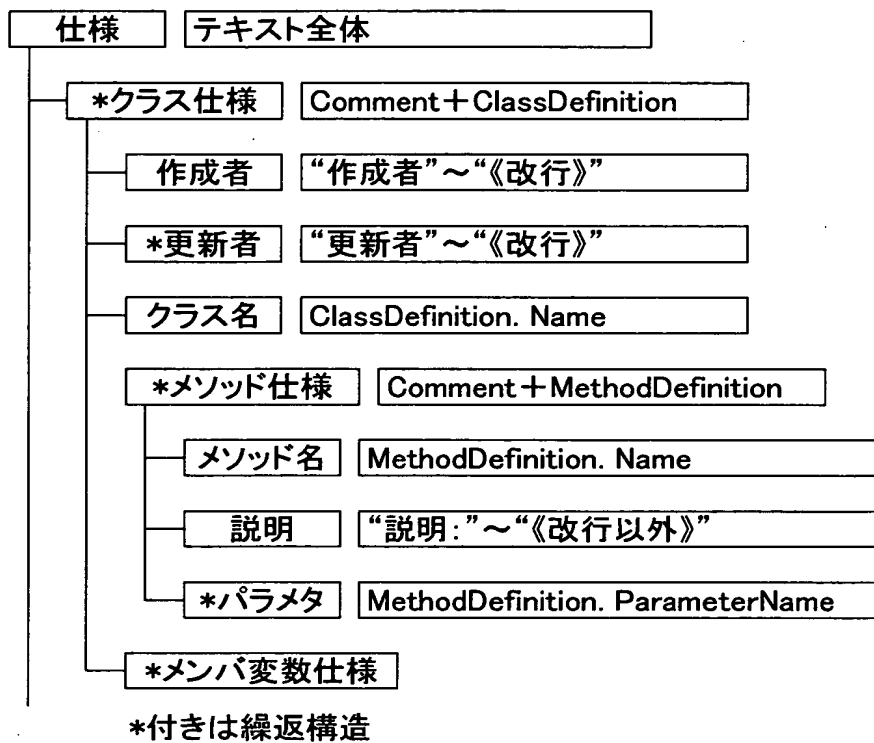 仕様 テキスト全体
*クラス仕様 Comment+ClassDefinition
作成者 “作成者”~“《改行》”
*更新者 “更新者”~“《改行》”
クラス名 ClassDefinition. Name
*メソッド仕様 Comment+MethodDefinition
メソッド名 MethodDefinition. Name
説明 “説明:”~“《改行以外》”
*パラメタ MethodDefinition. ParameterName
*メンバ変数仕様
*付きは繰返構造